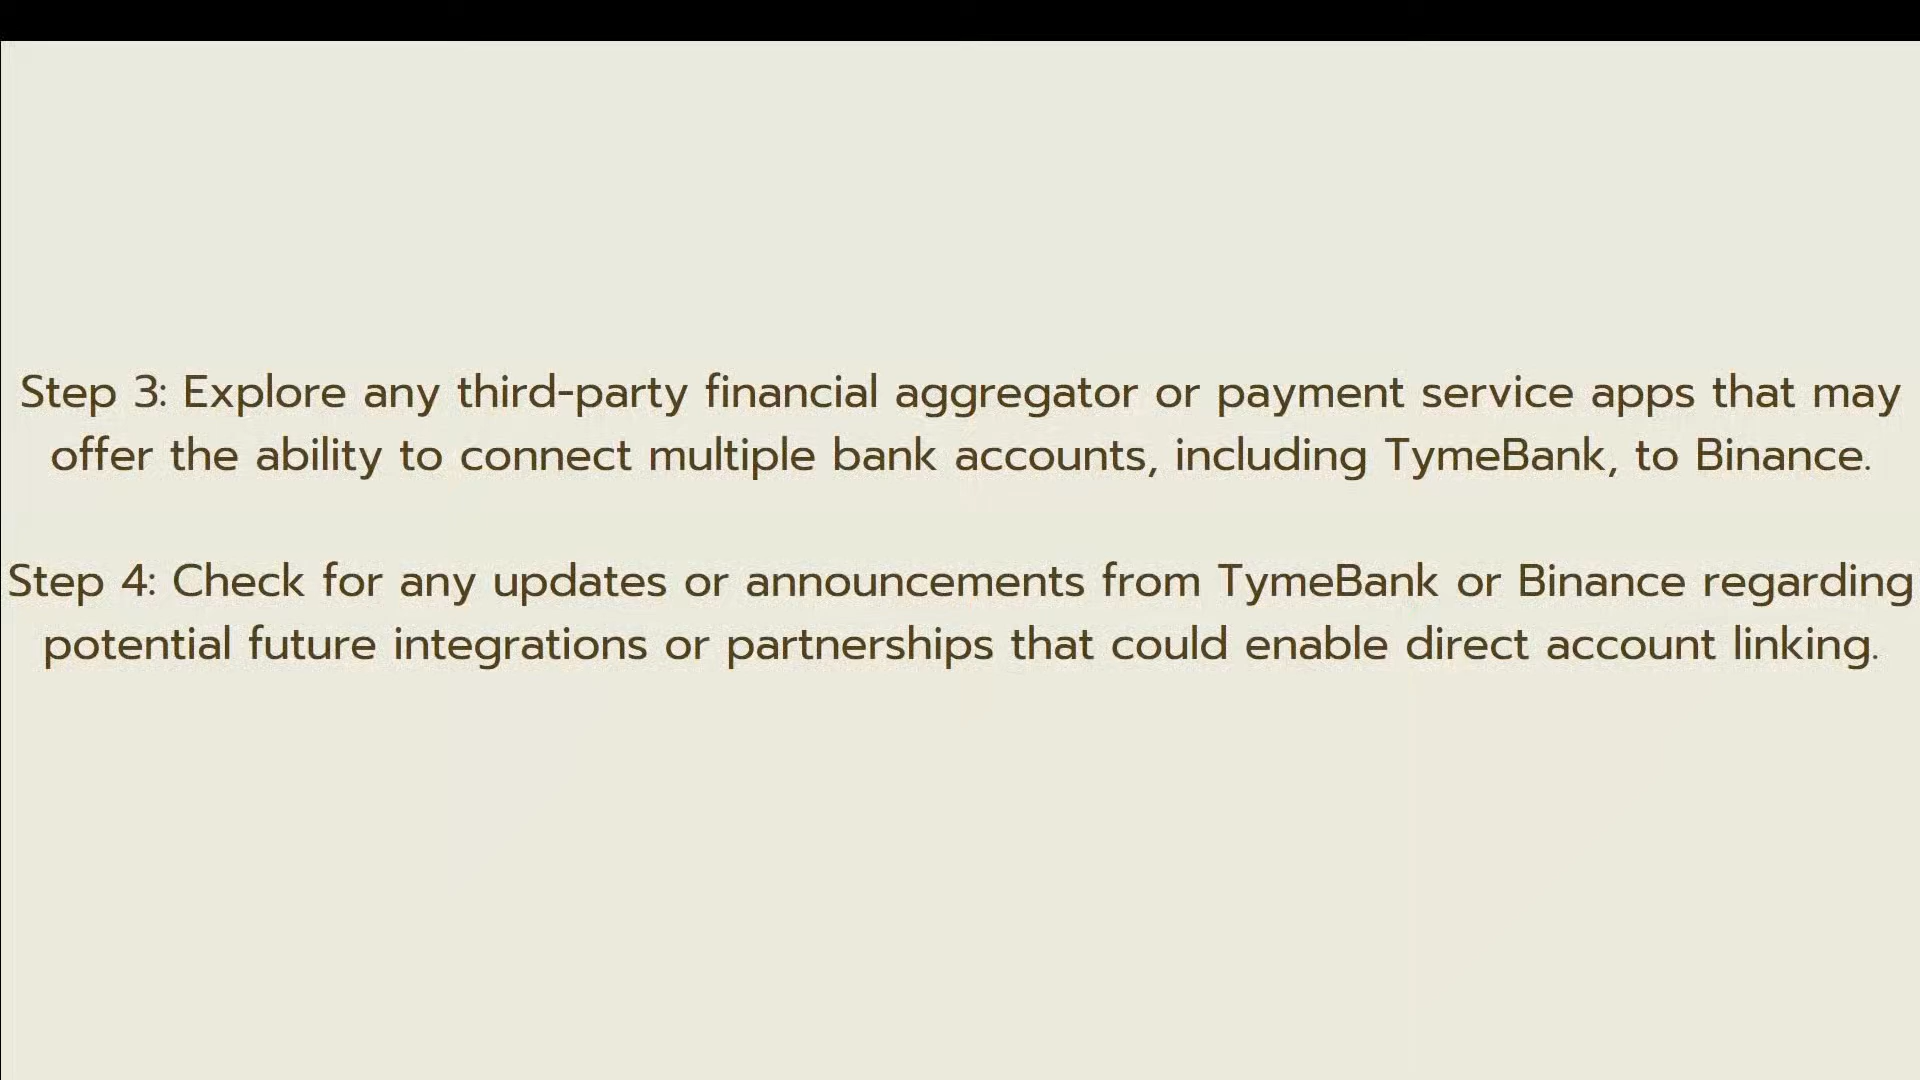 Step 3: Explore any third-party financial aggregator or payment service apps that may
offer the ability to connect multiple bank accounts, including TymeBank, to Binance.
Step 4: Check for any updates or announcements from TymeBank or Binance regarding
potential future integrations or partnerships that could enable direct account linking.